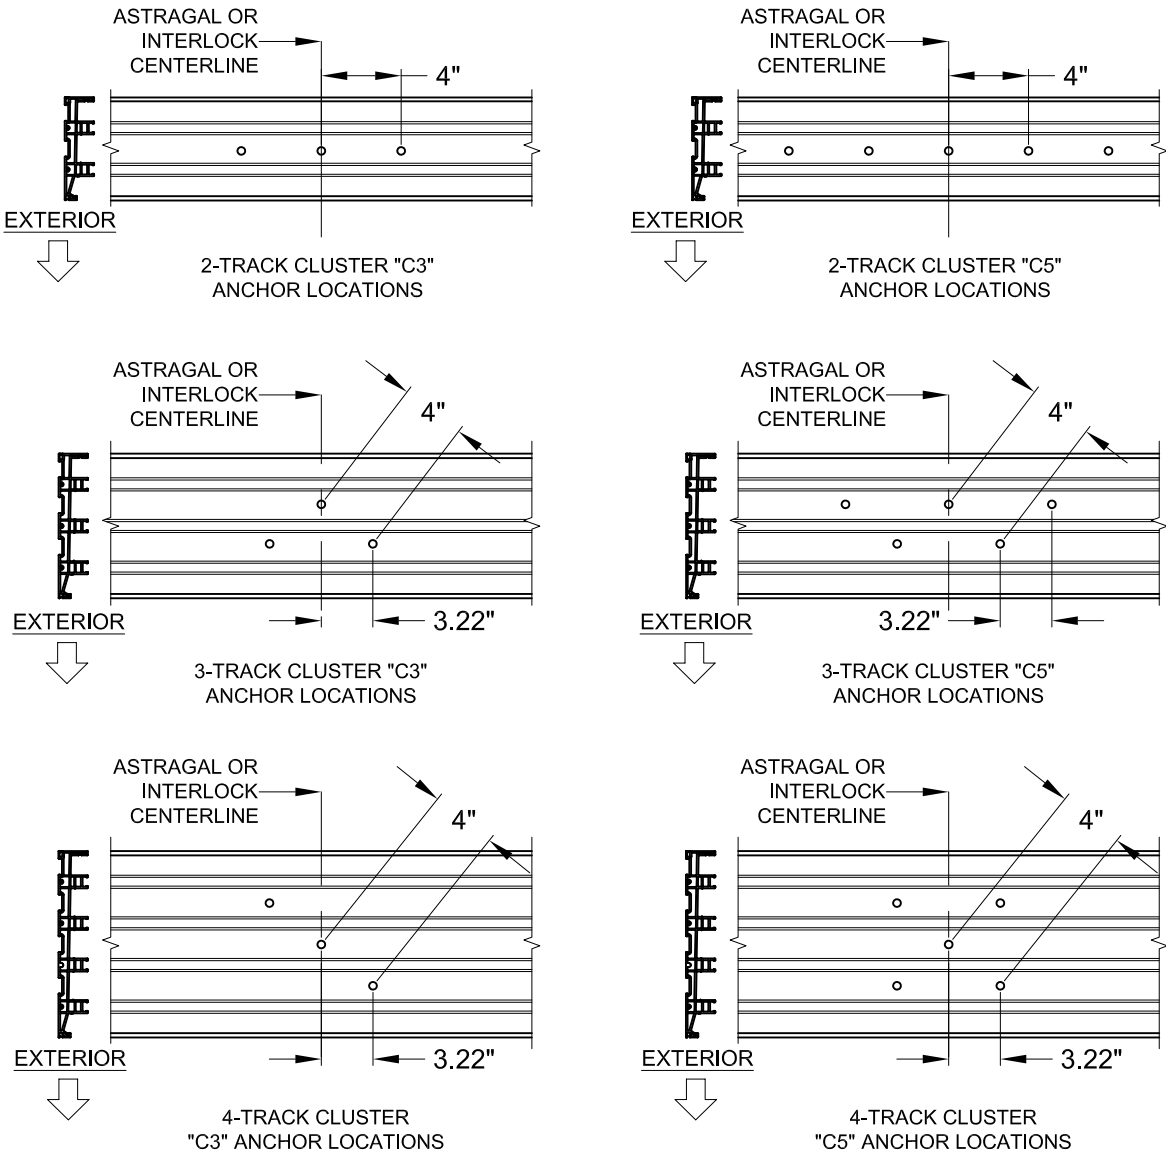 ASTRAGAL OR
INTERLOCK
CENTERLINE
4"
EXTERIOR
2-TRACK CLUSTER "C3"
ANCHOR LOCATIONS
ASTRAGAL OR
INTERLOCK
CENTERLINE
4"
EXTERIOR
2-TRACK CLUSTER "C5"
ANCHOR LOCATIONS
ASTRAGAL OR
INTERLOCK
CENTERLINE
4"
EXTERIOR
3.22"
3-TRACK CLUSTER "C3"
ANCHOR LOCATIONS
ASTRAGAL OR
INTERLOCK
CENTERLINE
4"
EXTERIOR
3.22"
3-TRACK CLUSTER "C5"
ANCHOR LOCATIONS
ASTRAGAL OR
INTERLOCK
CENTERLINE
4"
EXTERIOR
3.22"
4-TRACK CLUSTER
"C3" ANCHOR LOCATIONS
ASTRAGAL OR
INTERLOCK
CENTERLINE
4"
EXTERIOR
3.22"
4-TRACK CLUSTER
"C5" ANCHOR LOCATIONS